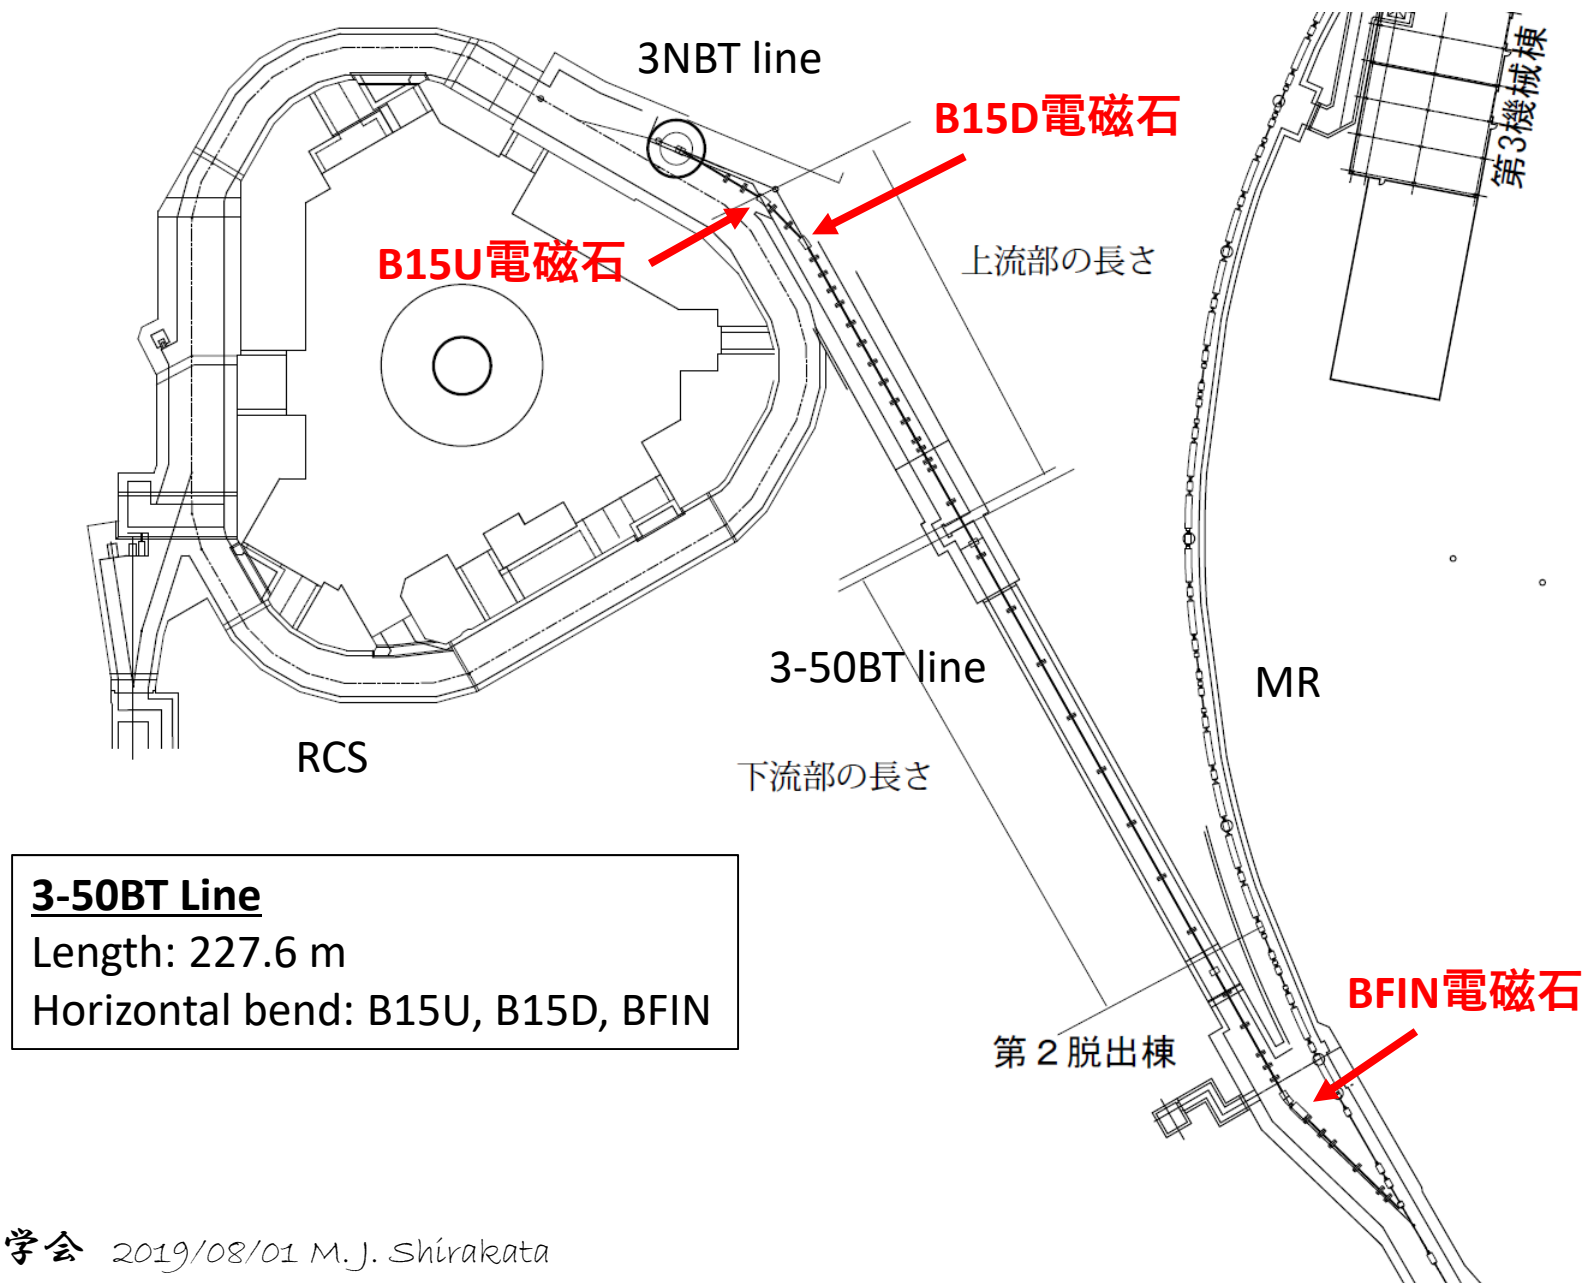 3NBT line
B15D電磁石
第3機械棟
B15U電磁石
上流部の長さ
3-50BT line
MR
RCS
下流部の長さ
3-50BT Line
Length: 227.6 m
Horizontal bend: B15U, B15D, BFIN
BFIN電磁石
第２脱出棟
学会 2019/08/01 M. J. Shirakata